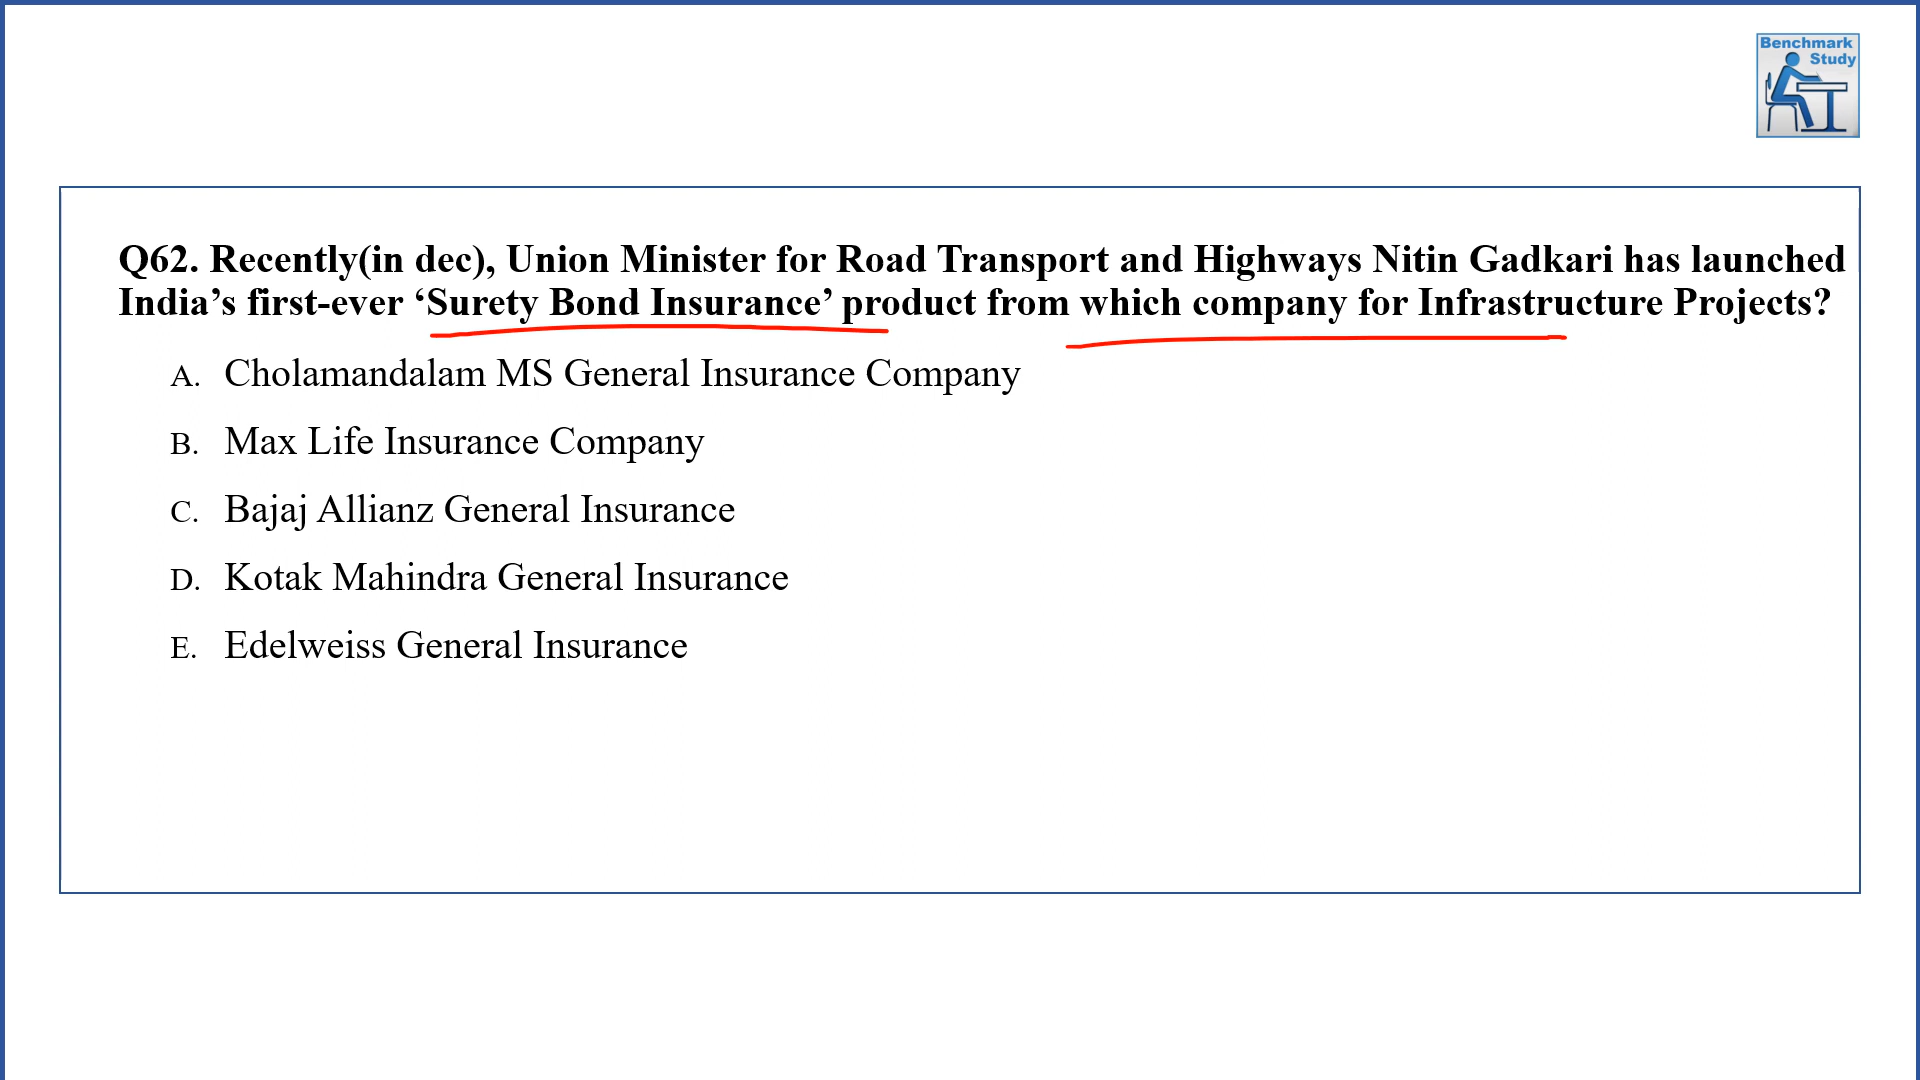 Benchmark
Study
Q62. Recently(in dec), Union Minister for Road Transport and Highways Nitin Gadkari has launched
India’s first-ever ‘Surety Bond Insurance’ product from which company for Infrastructure Projects?
A. Cholamandalam MS General Insurance Company
B. Max Life Insurance Company
C. Bajaj Allianz General Insurance
D. Kotak Mahindra General Insurance
E. Edelweiss General Insurance